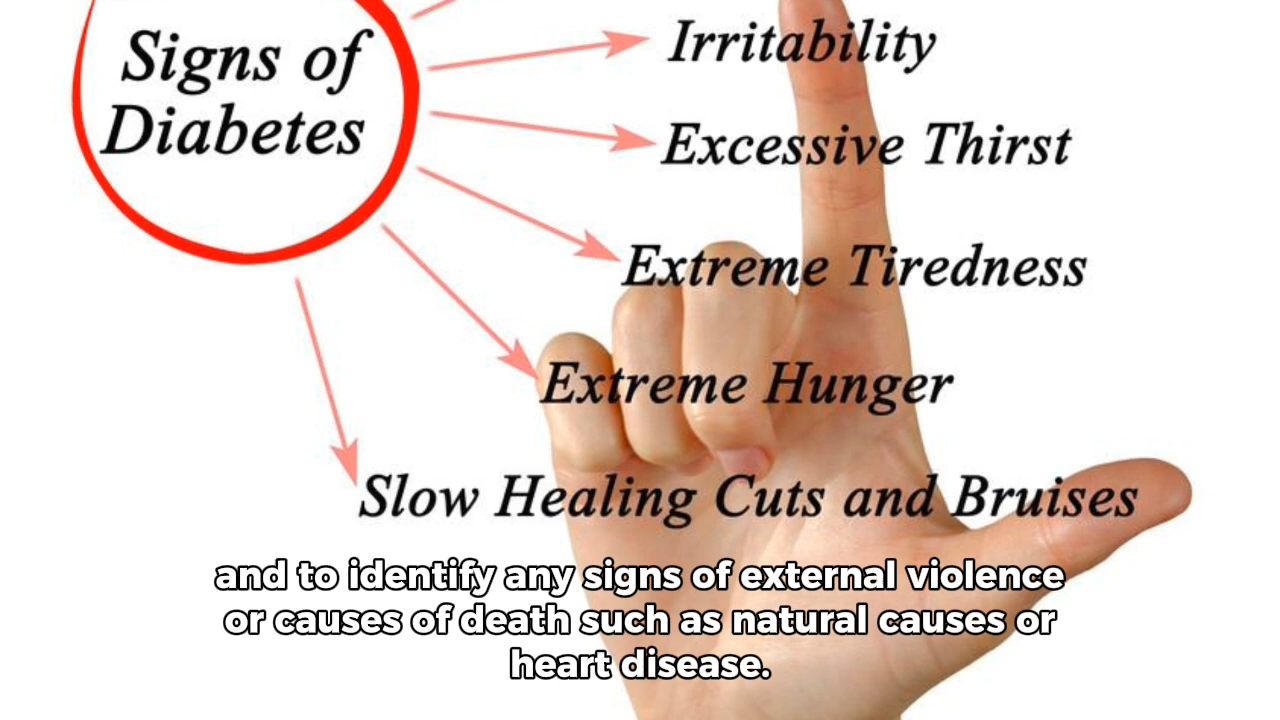 Signs of
Diabetes
Irritability
Excessive Thirst
Extreme Tiredness
Extreme Hunger
Slow Healing Cuts and Bruises
and to identify any signs of external violence
or causes of death such as natural causes or
heart disease.